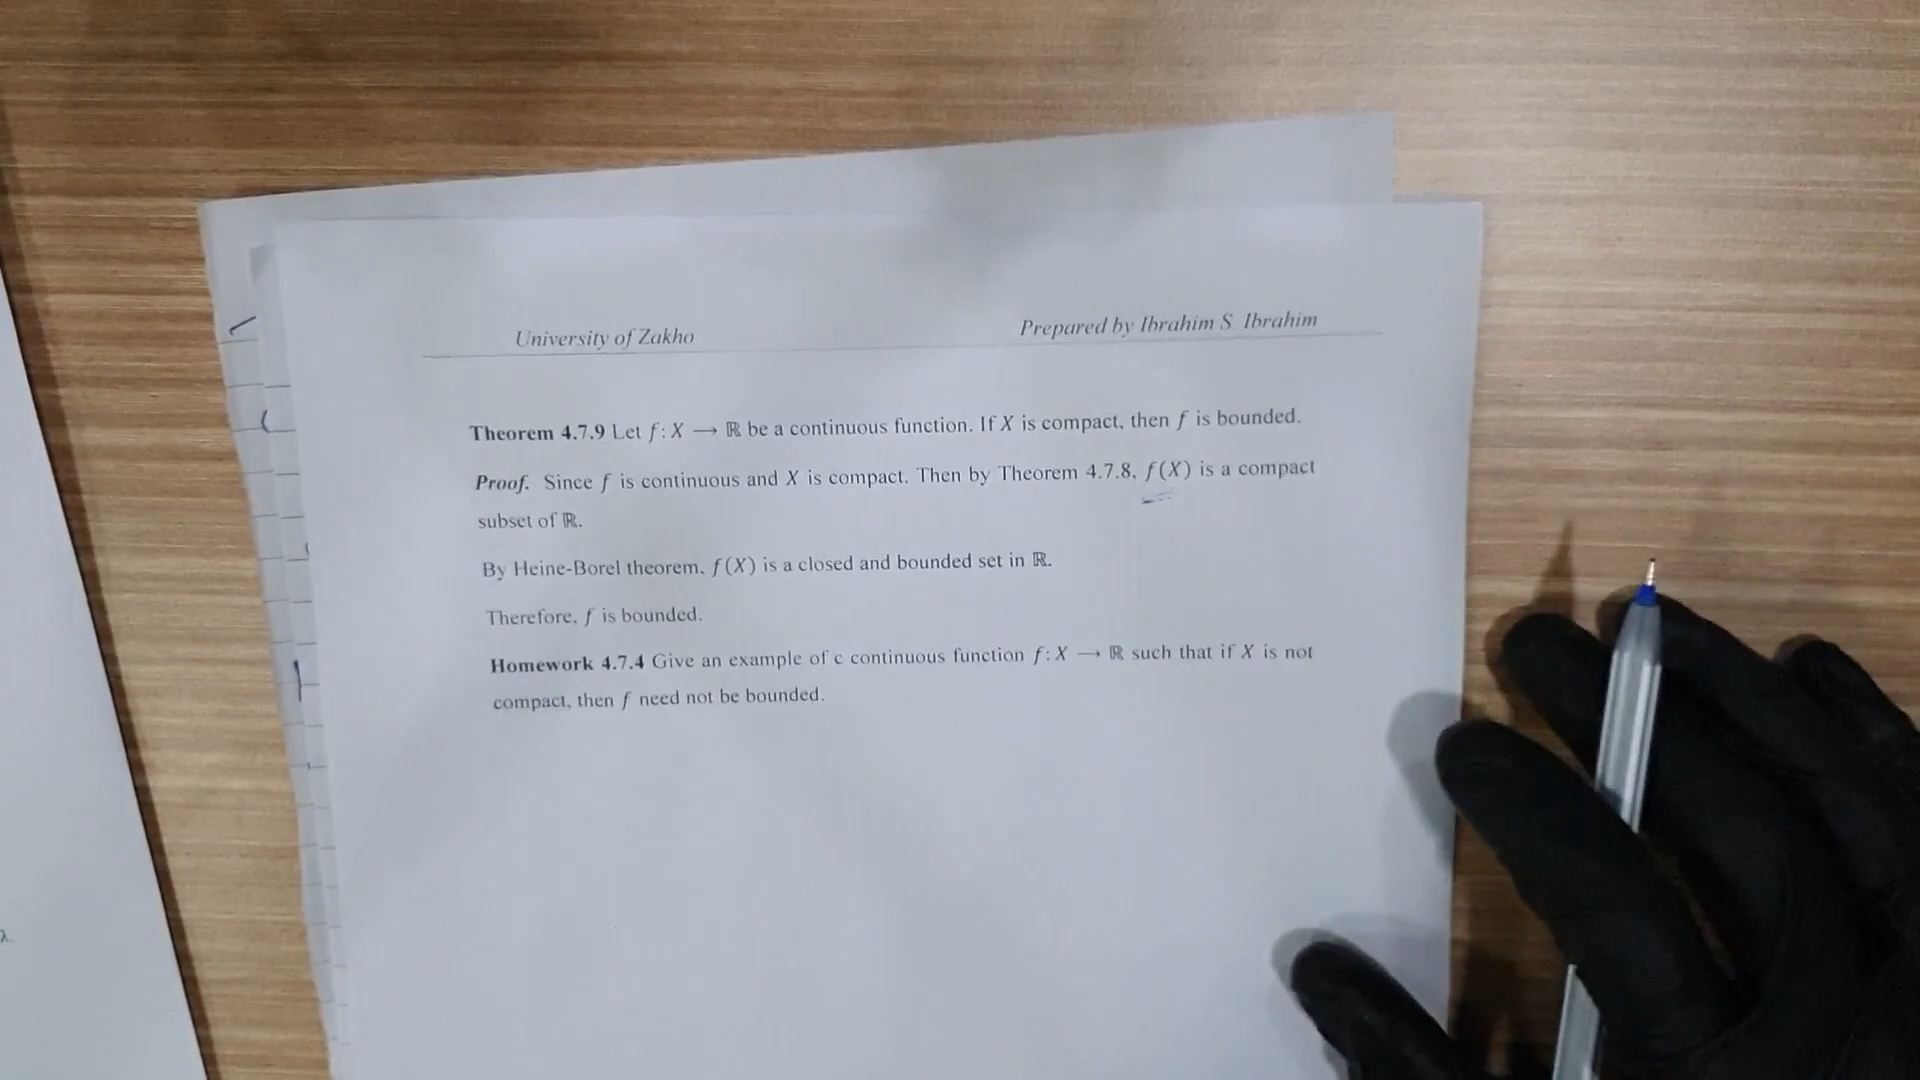 University of Zakho
Prepared by Ibrahim S. Ibrahim
Theorem 4.7.9 Let f: X ⟶ ℝ be a continuous function. If X is compact, then f is bounded.
Proof. Since f is continuous and X is compact. Then by Theorem 4.7.8, f(X) is a compact
subset of ℝ.
By Heine-Borel theorem, f(X) is a closed and bounded set in ℝ.
Therefore, f is bounded.
Homework 4.7.4 Give an example of c continuous function f: X ⟶ ℝ such that if X is not
compact, then f need not be bounded.